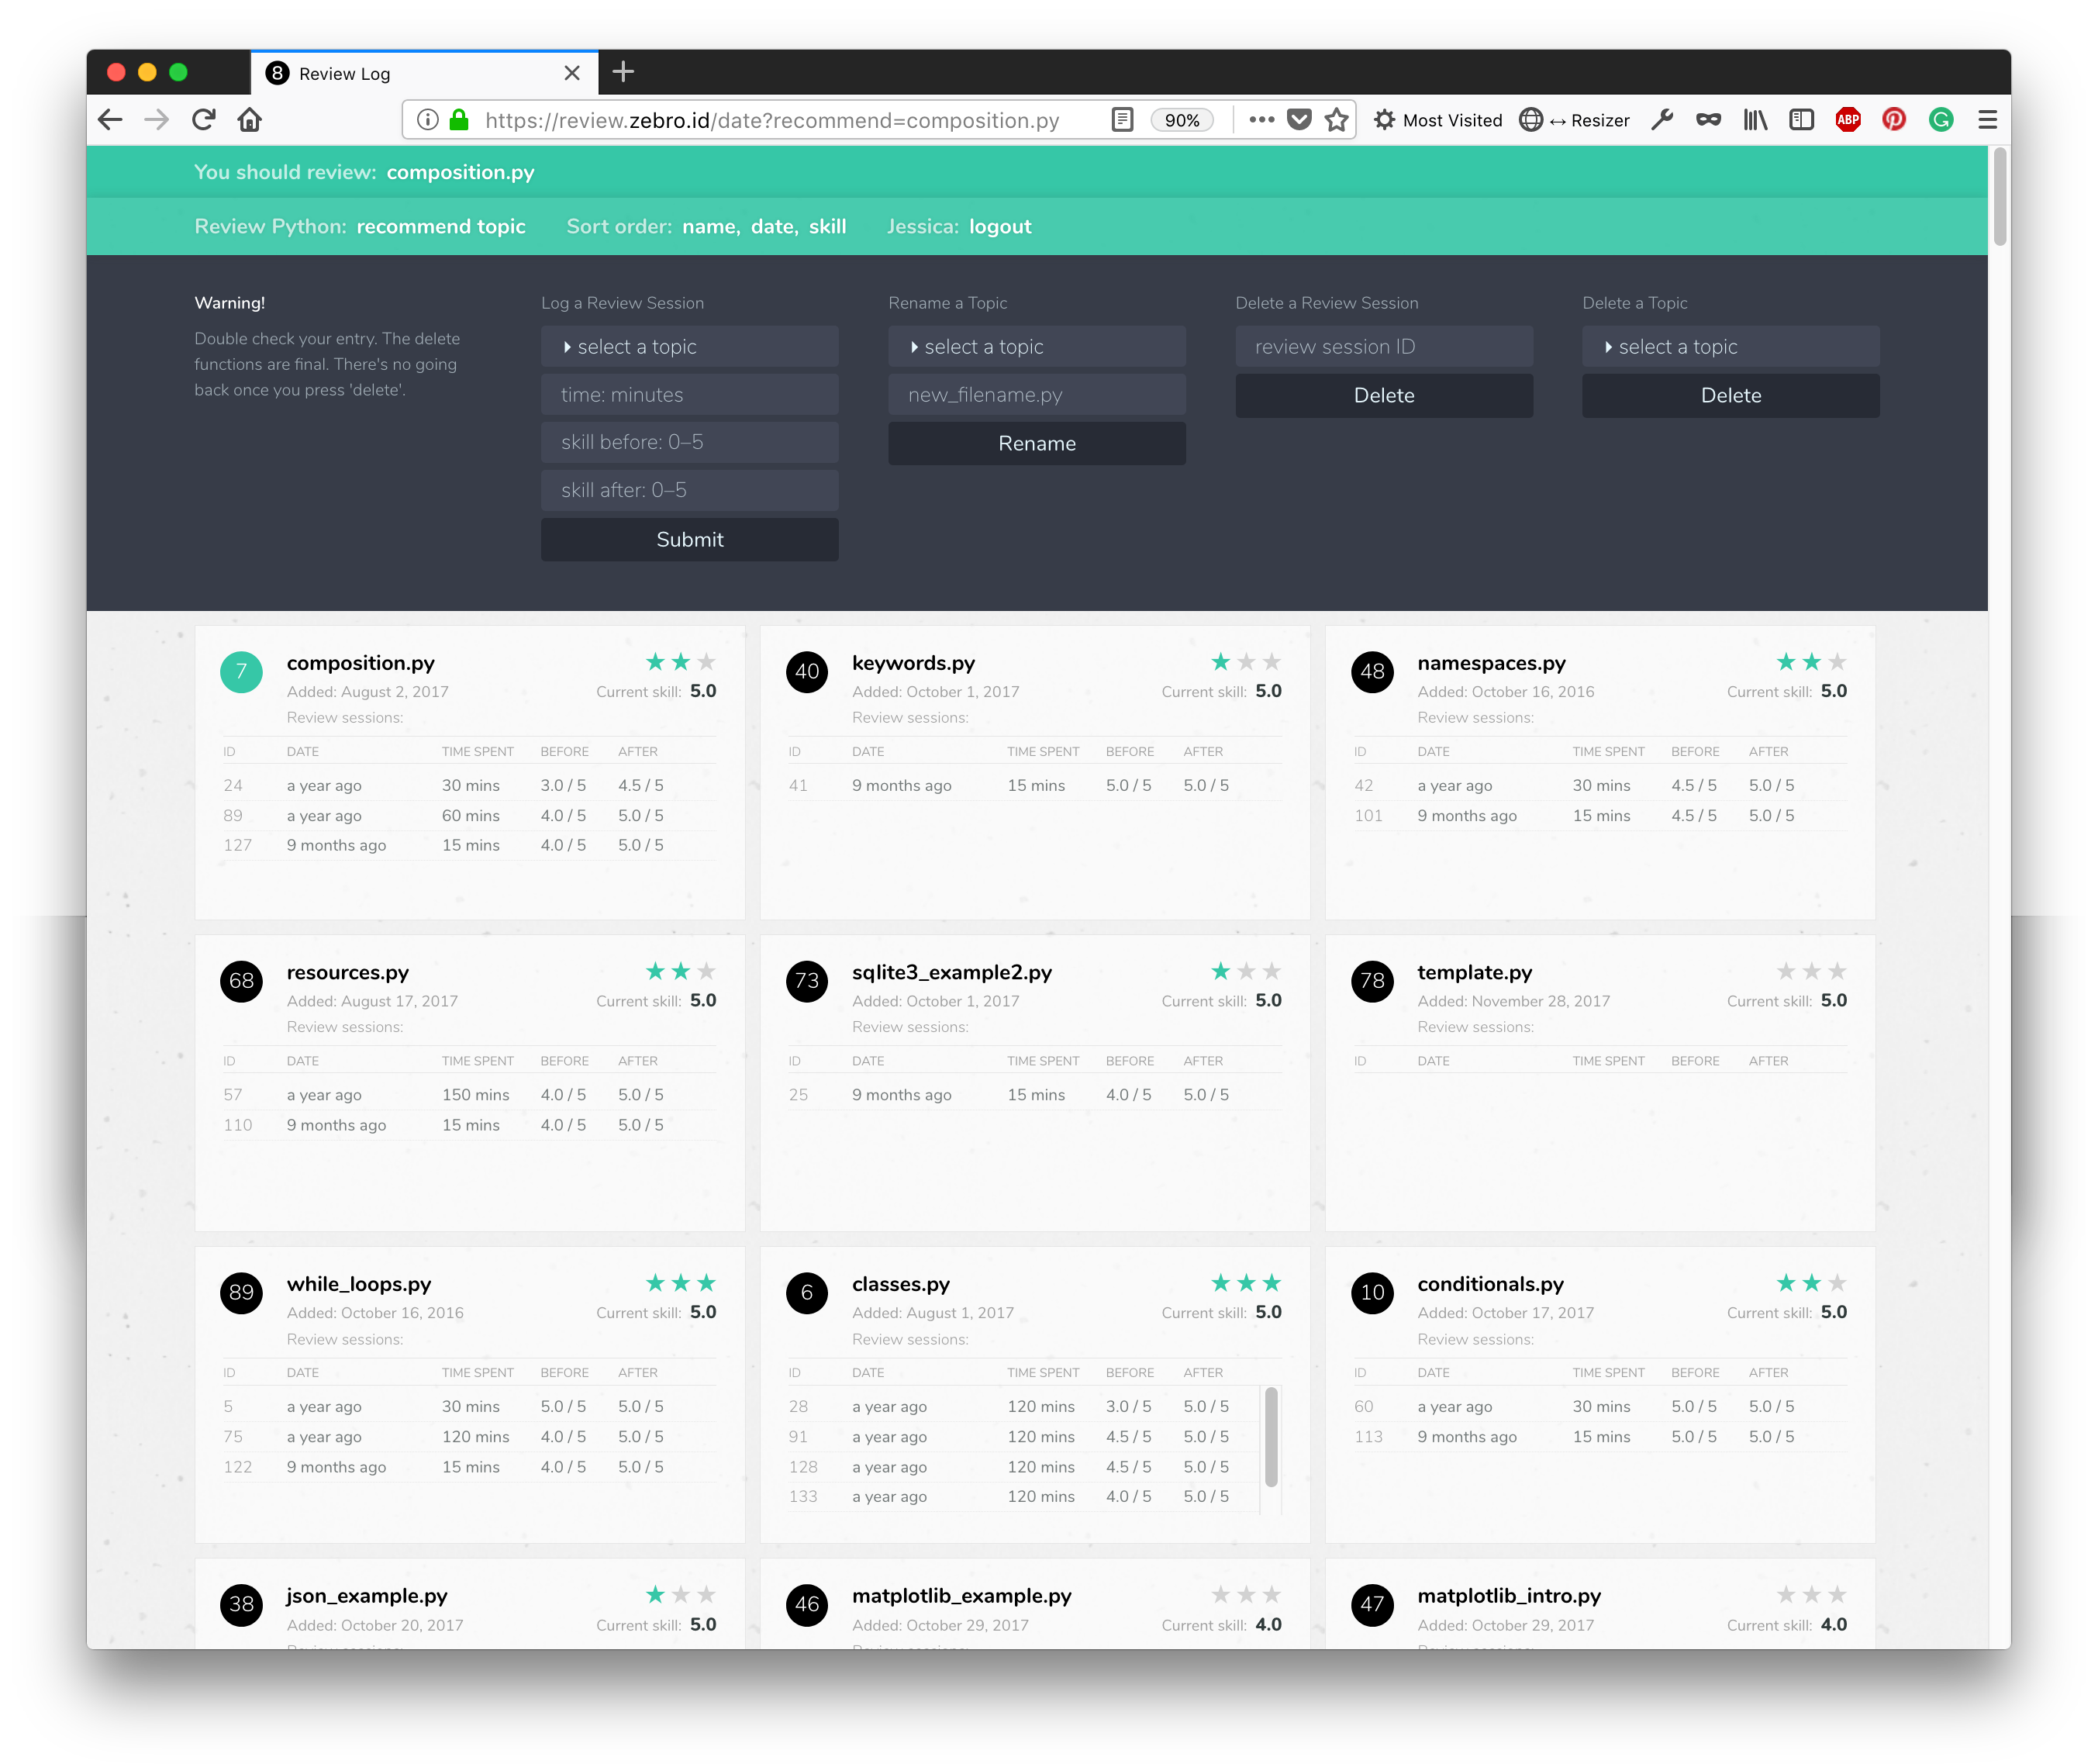 8 Review Log
https://review.zebro.id/date?recommend=composition.py
90%
Most Visited
Resizer
ABP
You should review: composition.py
Review Python: recommend topic Sort order: name, date, skill Jessica: logout
Warning!
Double check your entry. The delete
functions are final. There's no going
back once you press 'delete'.
Log a Review Session
select a topic
time: minutes
skill before: 0–5
skill after: 0–5
Submit
Rename a Topic
select a topic
new_filename.py
Rename
Delete a Review Session
review session ID
Delete
Delete a Topic
select a topic
Delete
7 composition.py
Added: August 2, 2017 Current skill: 5.0
Review sessions:
ID DATE TIME SPENT BEFORE AFTER
24 a year ago 30 mins 3.0 / 5 4.5 / 5
89 a year ago 60 mins 4.0 / 5 5.0 / 5
127 9 months ago 15 mins 4.0 / 5 5.0 / 5
40 keywords.py
Added: October 1, 2017 Current skill: 5.0
Review sessions:
ID DATE TIME SPENT BEFORE AFTER
41 9 months ago 15 mins 5.0 / 5 5.0 / 5
48 namespaces.py
Added: October 16, 2016 Current skill: 5.0
Review sessions:
ID DATE TIME SPENT BEFORE AFTER
42 a year ago 30 mins 4.5 / 5 5.0 / 5
101 9 months ago 15 mins 4.5 / 5 5.0 / 5
68 resources.py
Added: August 17, 2017 Current skill: 5.0
Review sessions:
ID DATE TIME SPENT BEFORE AFTER
57 a year ago 150 mins 4.0 / 5 5.0 / 5
110 9 months ago 15 mins 4.0 / 5 5.0 / 5
73 sqlite3_example2.py
Added: October 1, 2017 Current skill: 5.0
Review sessions:
ID DATE TIME SPENT BEFORE AFTER
25 9 months ago 15 mins 4.0 / 5 5.0 / 5
78 template.py
Added: November 28, 2017 Current skill: 5.0
Review sessions:
ID DATE TIME SPENT BEFORE AFTER
89 while_loops.py
Added: October 16, 2016 Current skill: 5.0
Review sessions:
ID DATE TIME SPENT BEFORE AFTER
5 a year ago 30 mins 5.0 / 5 5.0 / 5
75 a year ago 120 mins 4.0 / 5 5.0 / 5
122 9 months ago 15 mins 4.0 / 5 5.0 / 5
6 classes.py
Added: August 1, 2017 Current skill: 5.0
Review sessions:
ID DATE TIME SPENT BEFORE AFTER
28 a year ago 120 mins 3.0 / 5 5.0 / 5
91 a year ago 120 mins 4.5 / 5 5.0 / 5
128 a year ago 120 mins 4.5 / 5 5.0 / 5
133 a year ago 120 mins 4.0 / 5 5.0 / 5
10 conditionals.py
Added: October 17, 2017 Current skill: 5.0
Review sessions:
ID DATE TIME SPENT BEFORE AFTER
60 a year ago 30 mins 5.0 / 5 5.0 / 5
113 9 months ago 15 mins 5.0 / 5 5.0 / 5
38 json_example.py
Added: October 20, 2017 Current skill: 5.0
46 matplotlib_example.py
Added: October 29, 2017 Current skill: 4.0
47 matplotlib_intro.py
Added: October 29, 2017 Current skill: 4.0